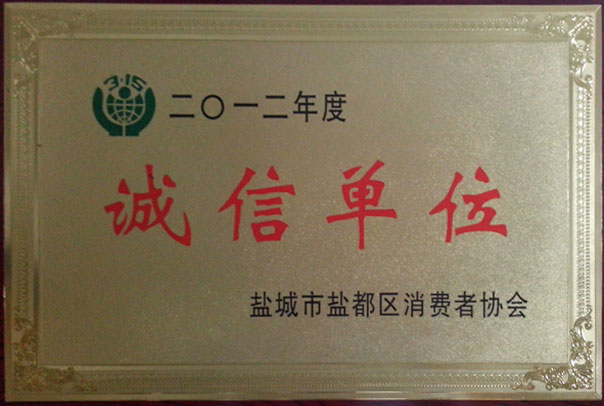 3·15
二〇一二年度
诚信单位
盐城市盐都区消费者协会